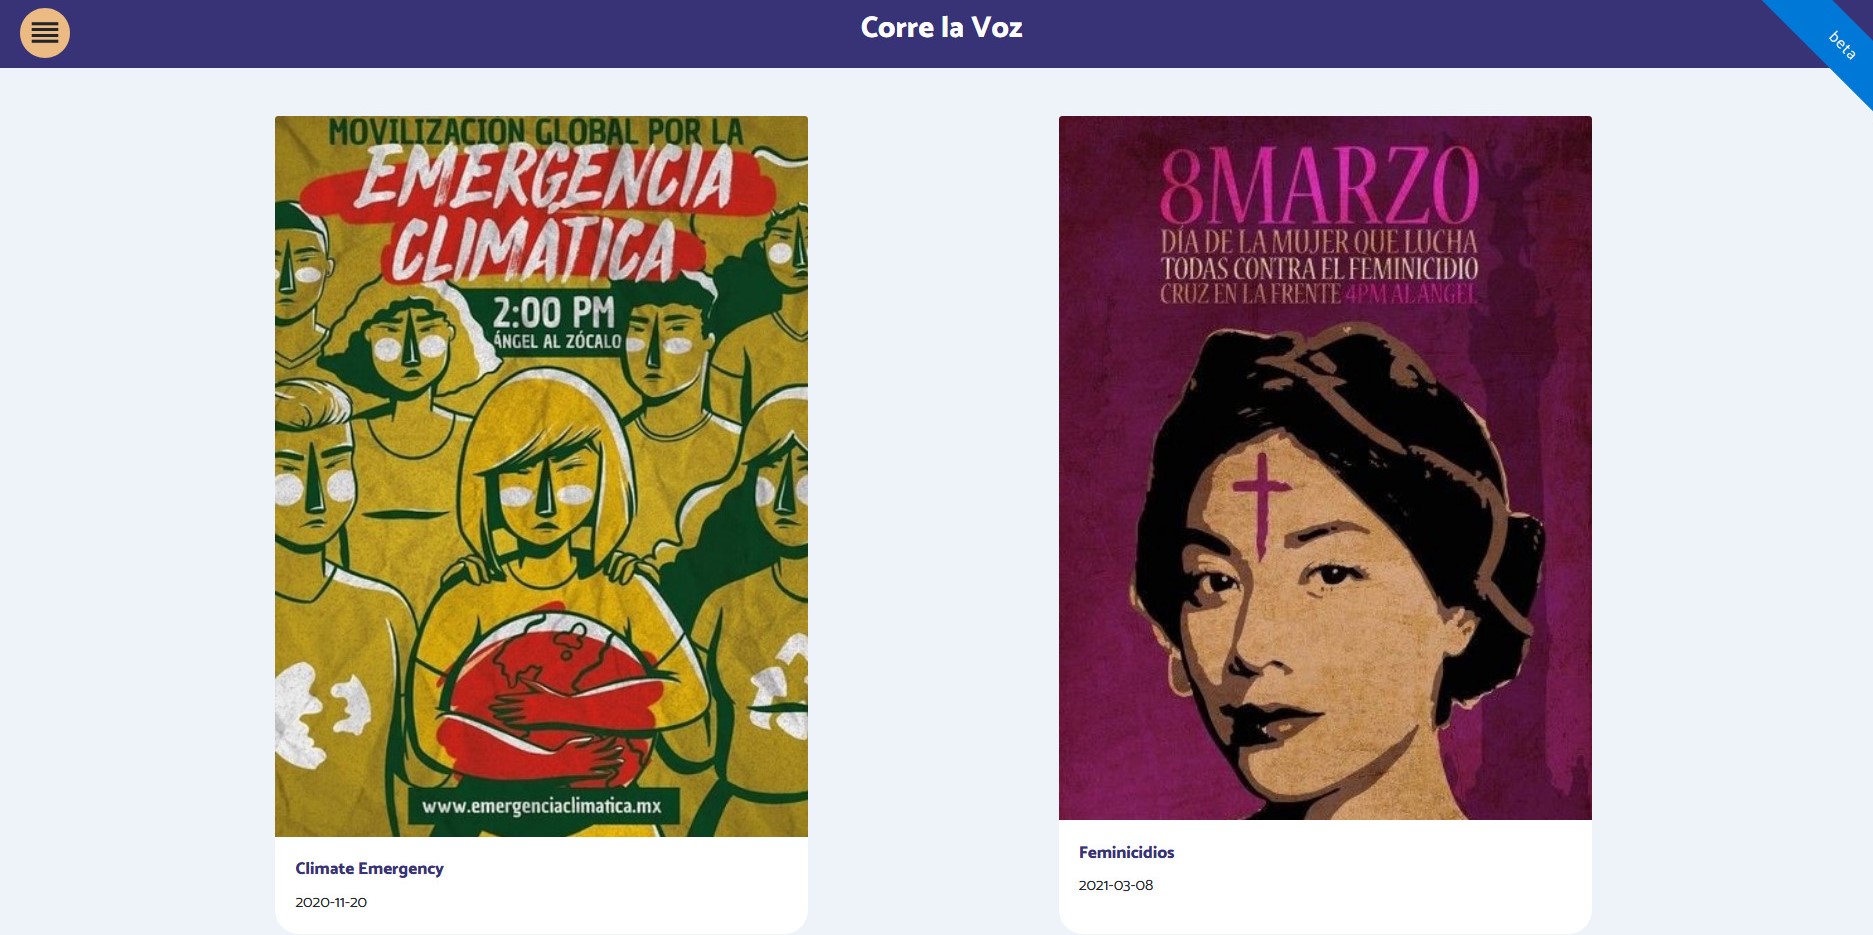 Corre la Voz
beta
MOVILIZACIÓN GLOBAL POR LA
EMERGENCIA
CLIMÁTICA
2:00 PM
ÁNGEL AL ZÓCALO
www.emergenciaclimatica.mx
Climate Emergency
2020-11-20
8MARZO
DÍA DE LA MUJER QUE LUCHA
TODAS CONTRA EL FEMINICIDIO
CRUZ EN LA FRENTE 4PM AL ANGEL
Feminicidios
2021-03-08